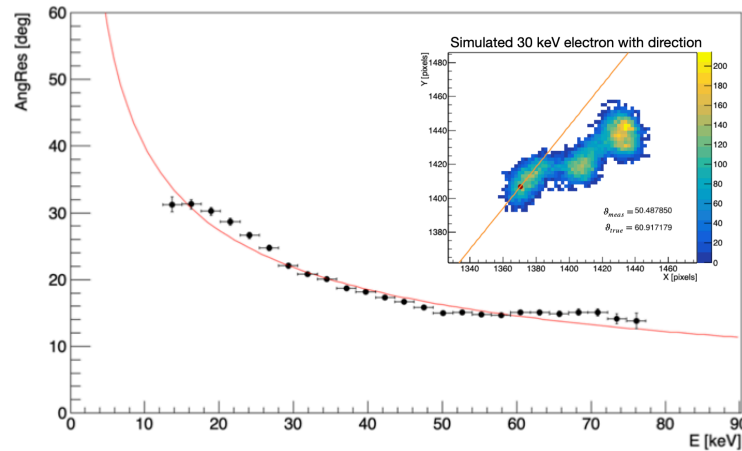 AngRes [deg]
60
50
40
30
20
10
0
0 10 20 30 40 50 60 70 80 90
E [keV]
Simulated 30 keV electron with direction
Y [pixels]
1480
1460
1440
1420
1400
1380
1340 1360 1380 1400 1420 1440 1460
X [pixels]
ϑmeas = 50.487850
ϑtrue = 60.917179
200
180
160
140
120
100
80
60
40
20
0